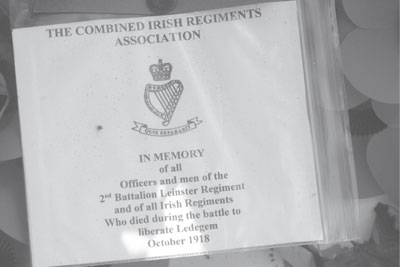 THE COMBINED IRISH REGIMENTS
ASSOCIATION
QUIS SEPARABIT
IN MEMORY
of all
Officers and men of the
2nd Battalion Leinster Regiment
and of all Irish Regiments
Who died during the battle to
liberate Ledegem
October 1918